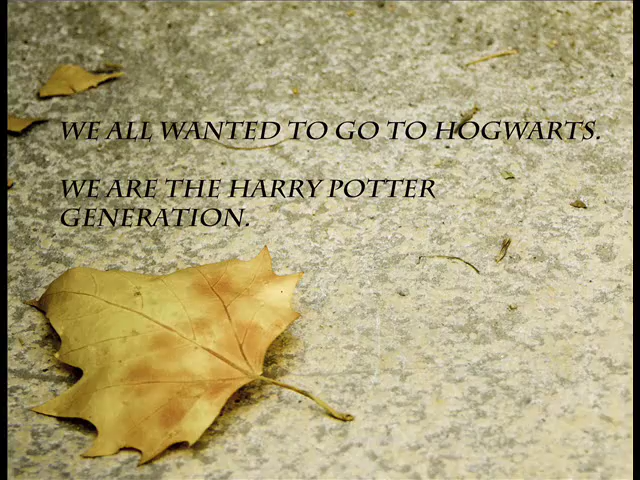 WE ALL WANTED TO GO TO HOGWARTS.
WE ARE THE HARRY POTTER
GENERATION.